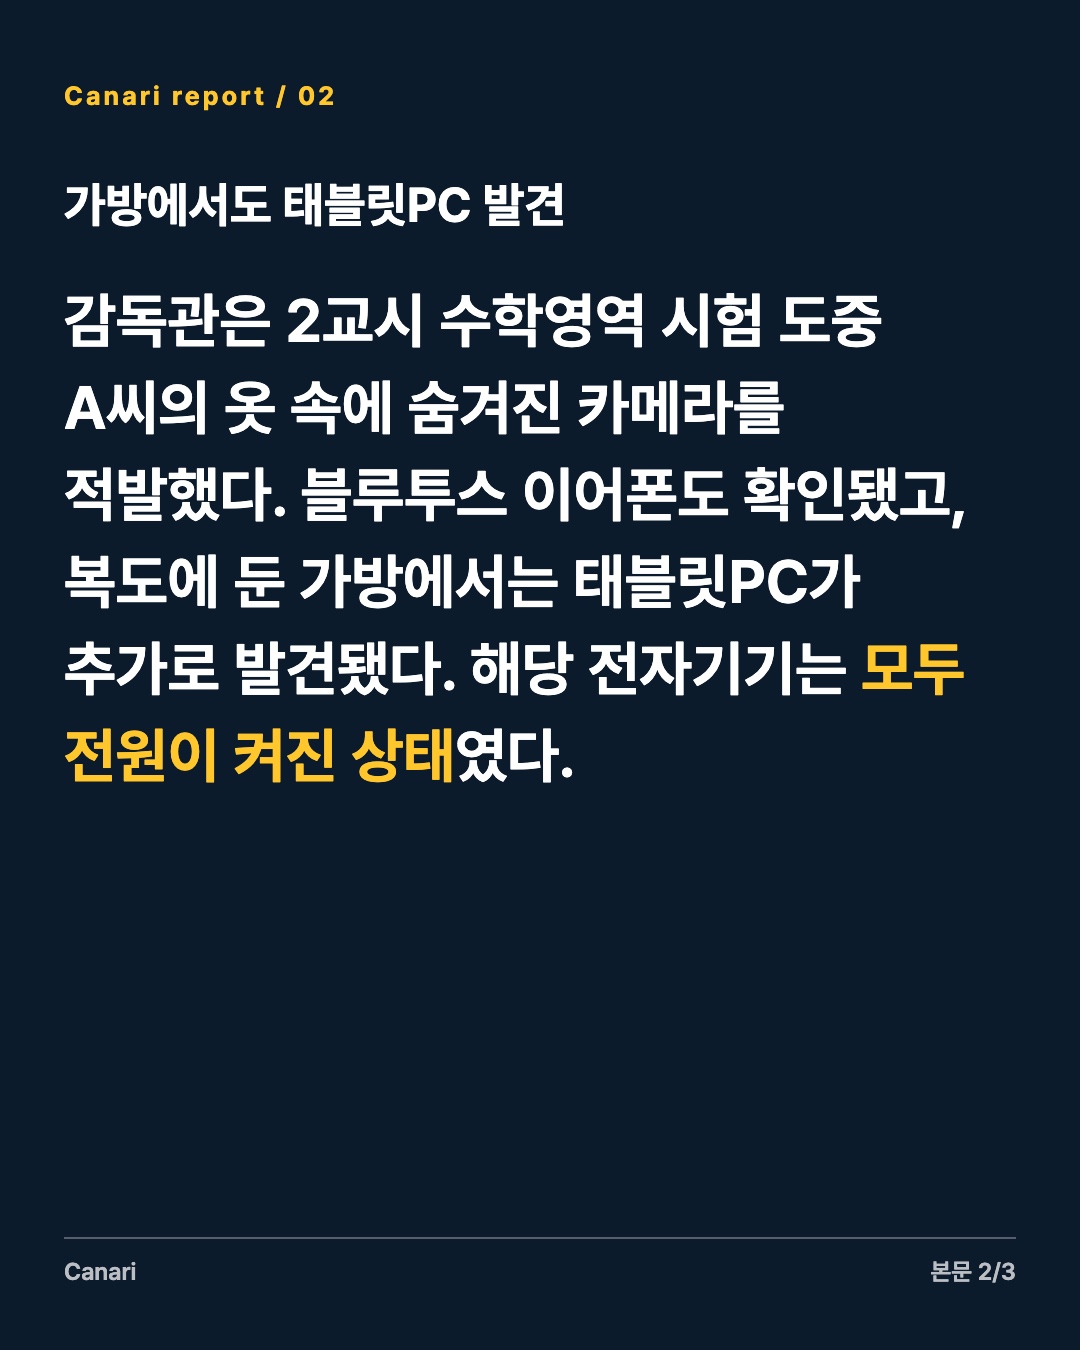 Canari report / 02
가방에서도 태블릿PC 발견
감독관은 2교시 수학영역 시험 도중
A씨의 옷 속에 숨겨진 카메라를
적발했다. 블루투스 이어폰도 확인됐고,
복도에 둔 가방에서는 태블릿PC가
추가로 발견됐다. 해당 전자기기는 모두
전원이 켜진 상태였다.
Canari
본문 2/3